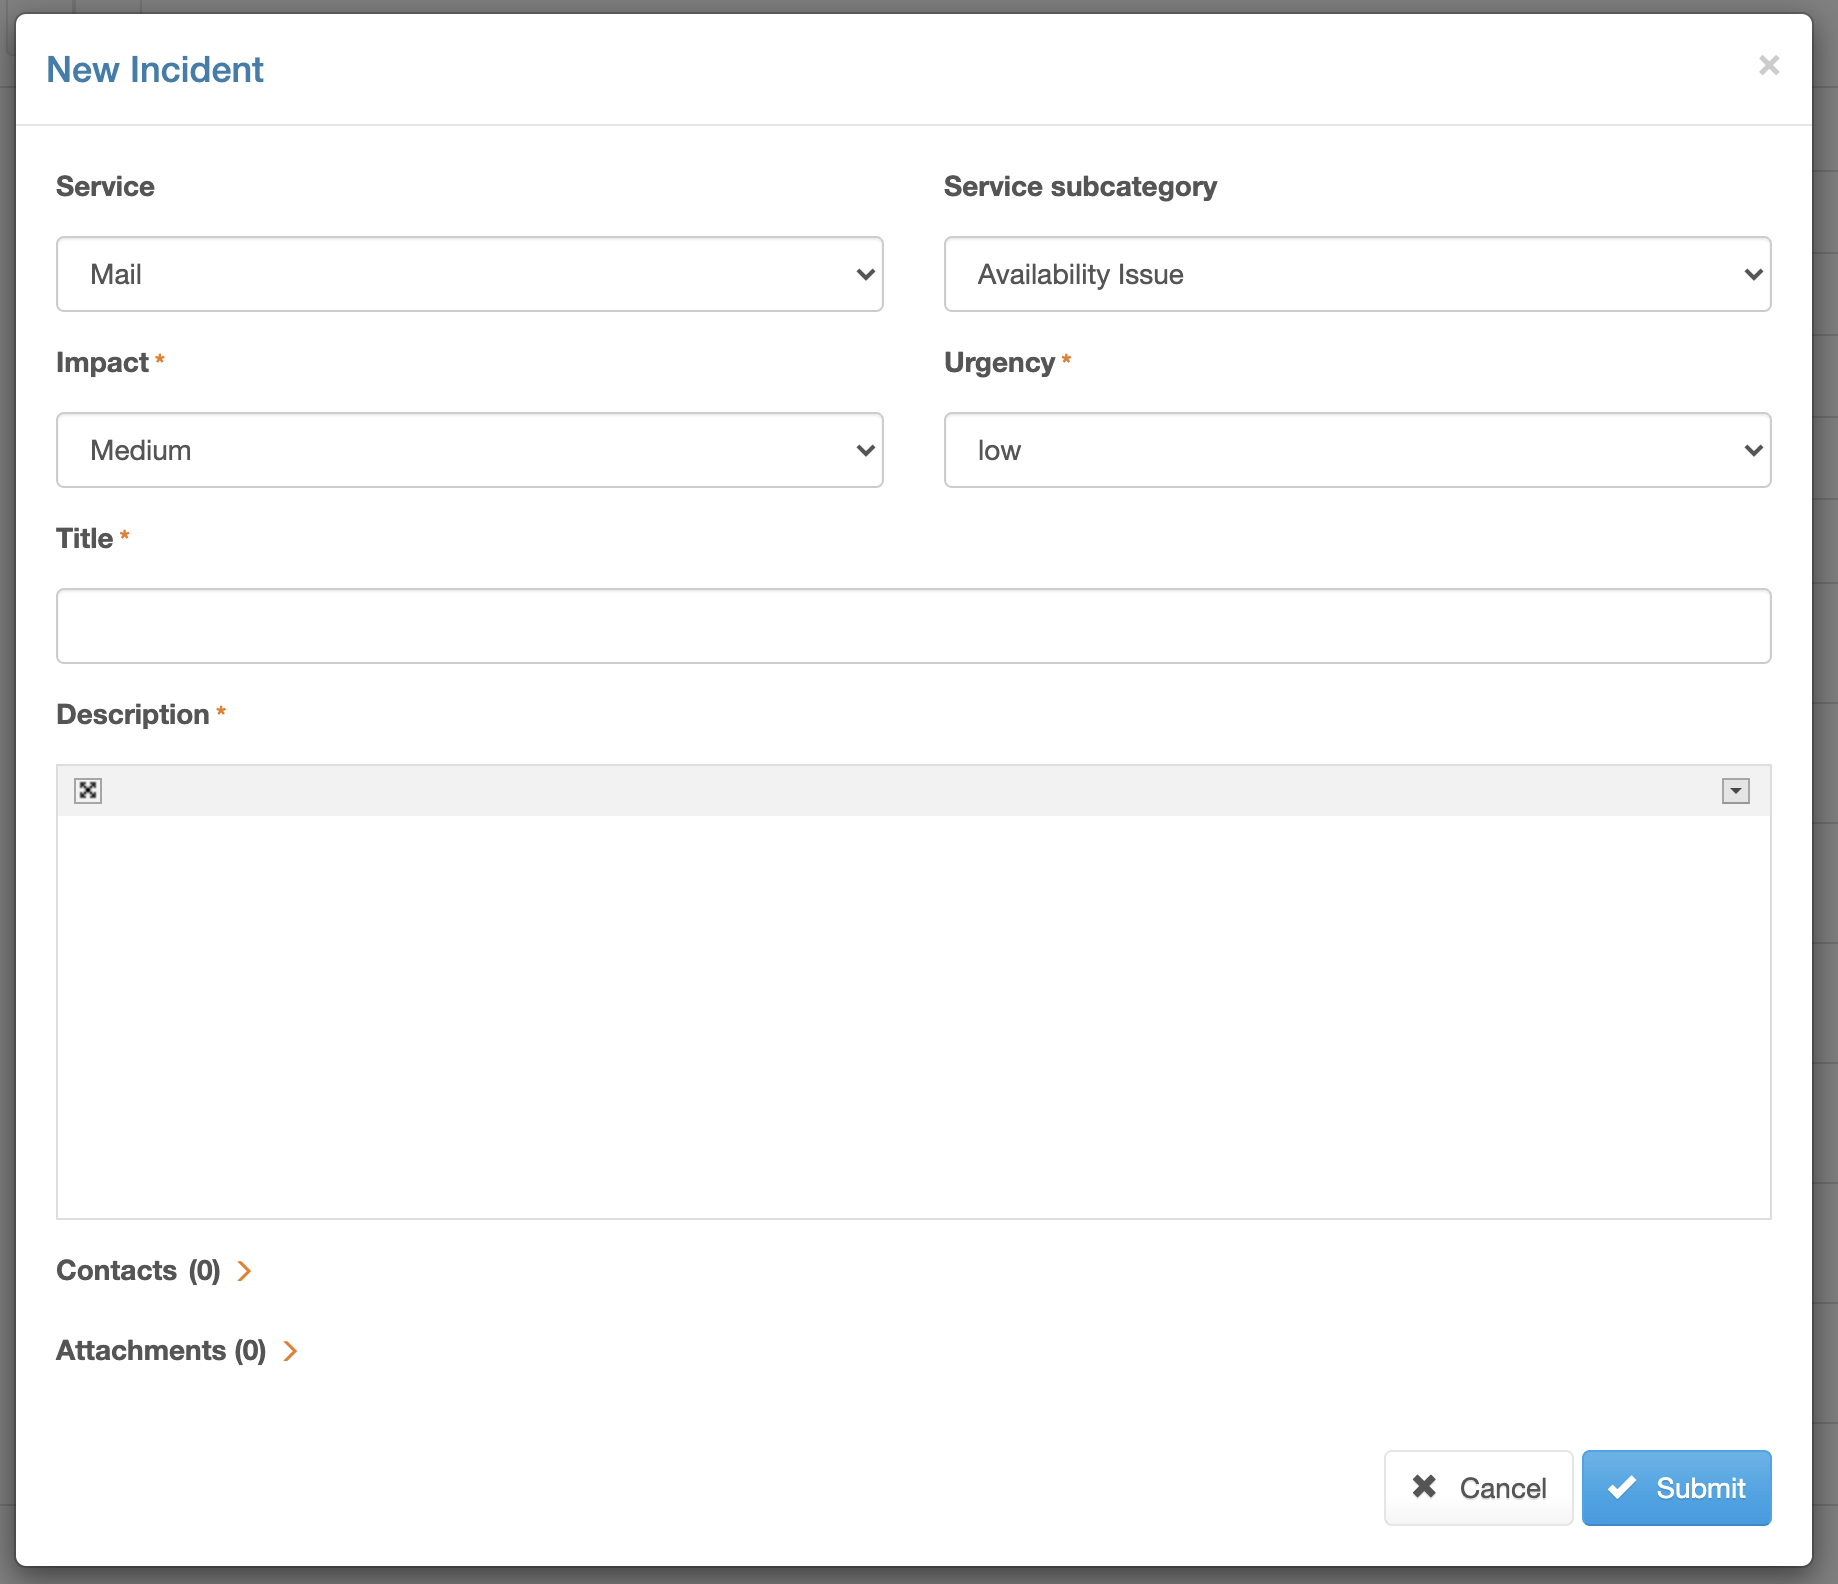 New Incident ×
Service Service subcategory
Mail Availability Issue
Impact * Urgency *
Medium low
Title *
Description *
Contacts (0)
Attachments (0)
Cancel Submit